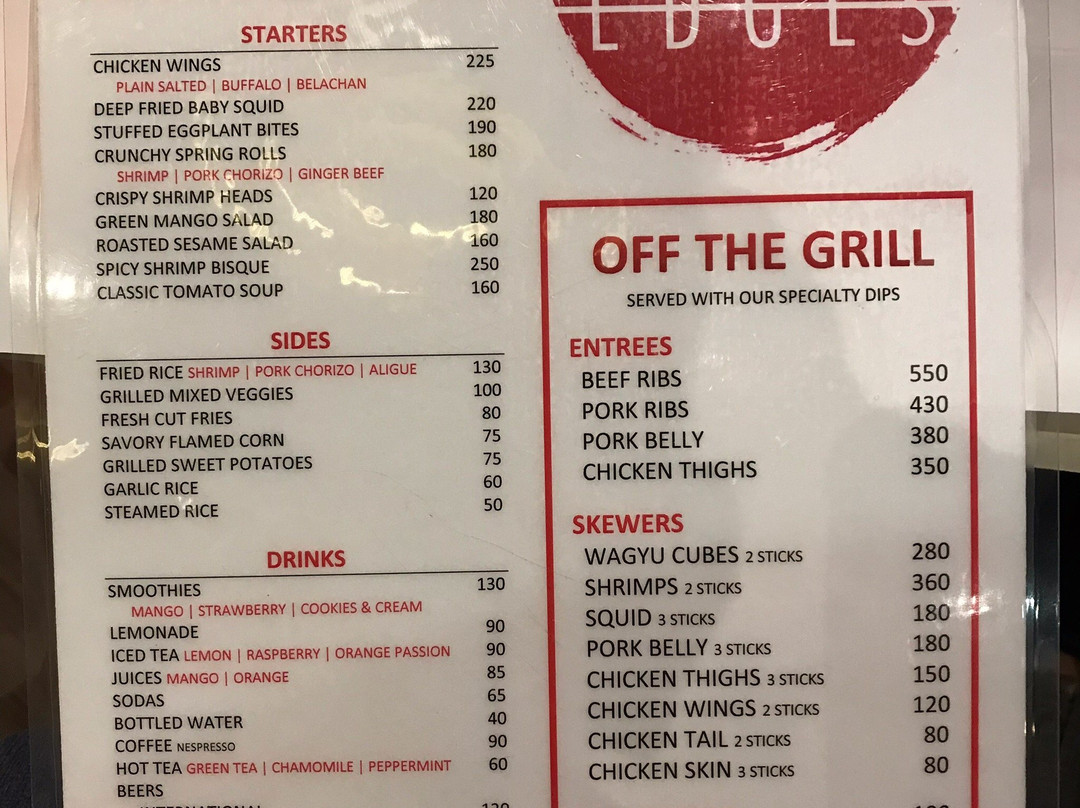 STARTERS
CHICKEN WINGS 225
PLAIN SALTED | BUFFALO | BELACHAN
DEEP FRIED BABY SQUID 220
STUFFED EGGPLANT BITES 190
CRUNCHY SPRING ROLLS 180
SHRIMP | PORK CHORIZO | GINGER BEEF
CRISPY SHRIMP HEADS 120
GREEN MANGO SALAD 180
ROASTED SESAME SALAD 160
SPICY SHRIMP BISQUE 250
CLASSIC TOMATO SOUP 160
SIDES
FRIED RICE SHRIMP | PORK CHORIZO | ALIGUE 130
GRILLED MIXED VEGGIES 100
FRESH CUT FRIES 80
SAVORY FLAMED CORN 75
GRILLED SWEET POTATOES 75
GARLIC RICE 60
STEAMED RICE 50
DRINKS
SMOOTHIES 130
MANGO | STRAWBERRY | COOKIES & CREAM
LEMONADE 90
ICED TEA LEMON | RASPBERRY | ORANGE PASSION 90
JUICES MANGO | ORANGE 85
SODAS 65
BOTTLED WATER 40
COFFEE NESPRESSO 90
HOT TEA GREEN TEA | CHAMOMILE | PEPPERMINT 60
BEERS
INTERNATIONAL 120
EDGES
OFF THE GRILL
SERVED WITH OUR SPECIALTY DIPS
ENTREES
BEEF RIBS 550
PORK RIBS 430
PORK BELLY 380
CHICKEN THIGHS 350
SKEWERS
WAGYU CUBES 2 STICKS 280
SHRIMPS 2 STICKS 360
SQUID 3 STICKS 180
PORK BELLY 3 STICKS 180
CHICKEN THIGHS 3 STICKS 150
CHICKEN WINGS 2 STICKS 120
CHICKEN TAIL 2 STICKS 80
CHICKEN SKIN 3 STICKS 80